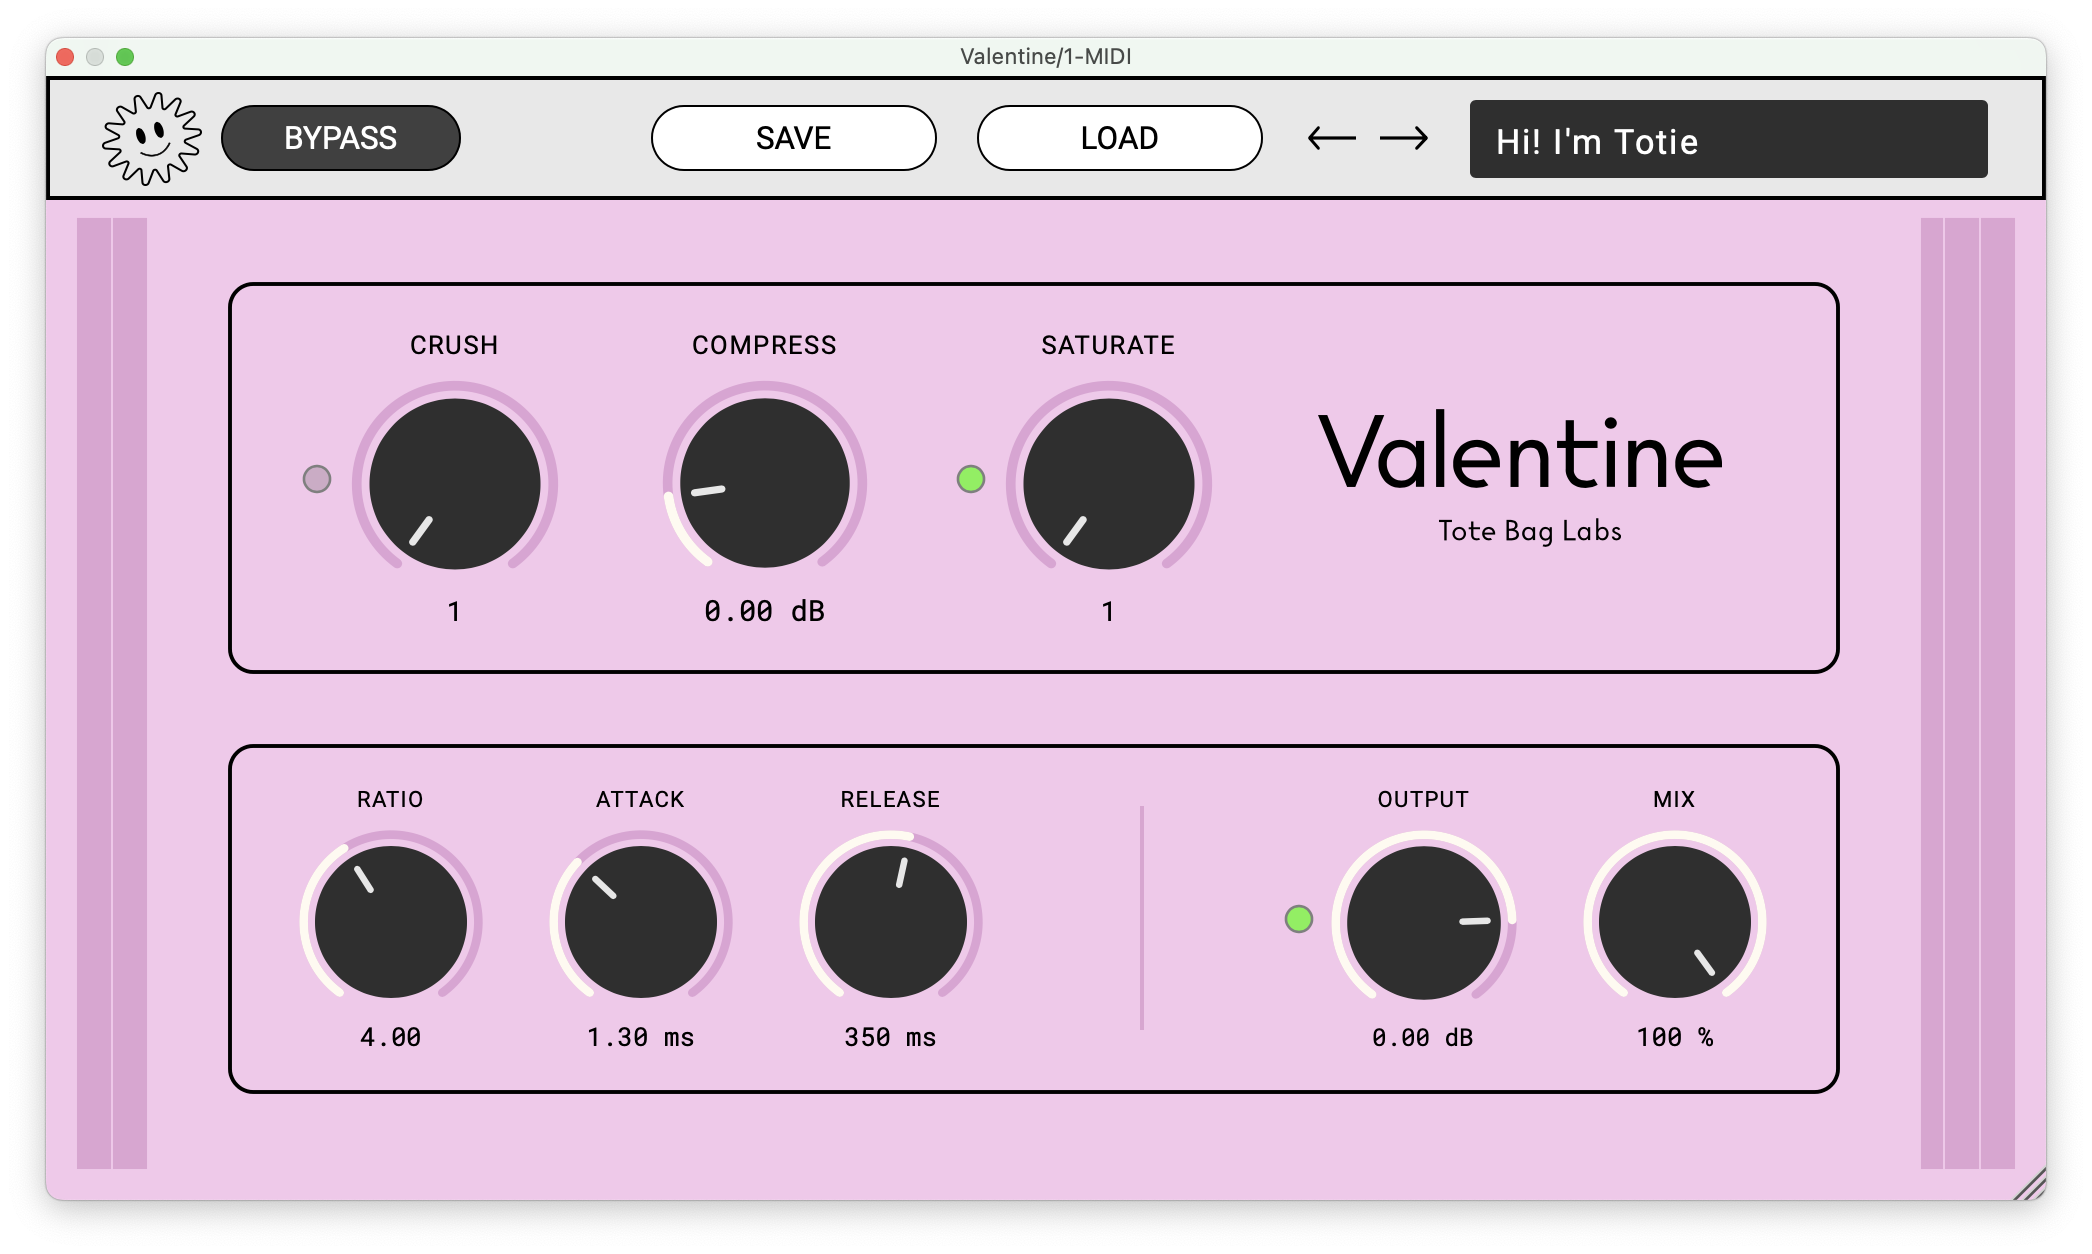 Valentine/1-MIDI
BYPASS SAVE LOAD Hi! I'm Totie
CRUSH COMPRESS SATURATE
Valentine
Tote Bag Labs
1 0.00 dB 1
RATIO ATTACK RELEASE OUTPUT MIX
4.00 1.30 ms 350 ms 0.00 dB 100 %